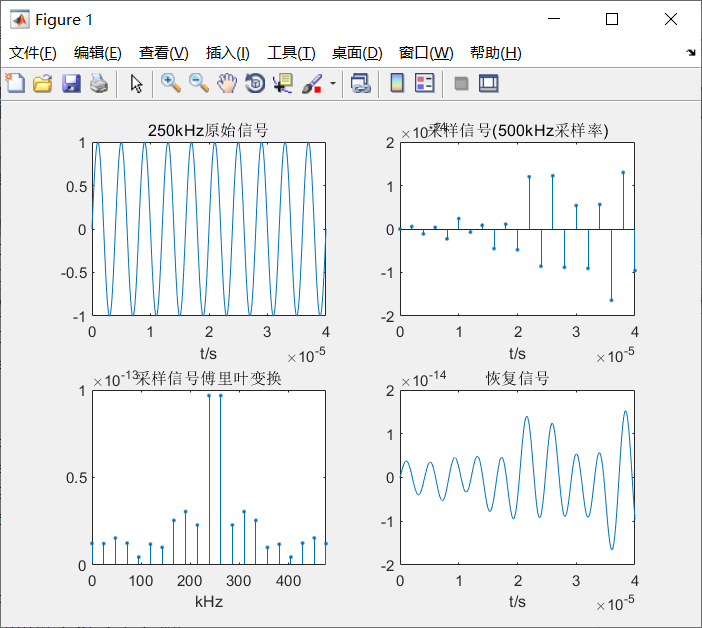 Figure 1
文件(F) 编辑(E) 查看(V) 插入(I) 工具(T) 桌面(D) 窗口(W) 帮助(H)
250kHz原始信号
1
0.5
0
-0.5
-1
0 1 2 3 4
t/s
×10⁻⁵
×10⁻¹⁴
采样信号(500kHz采样率)
2
1
0
-1
-2
0 1 2 3 4
t/s
×10⁻⁵
×10⁻¹³
采样信号傅里叶变换
1
0.5
0
0 100 200 300 400
kHz
×10⁻¹⁴
恢复信号
2
1
0
-1
-2
0 1 2 3 4
t/s
×10⁻⁵